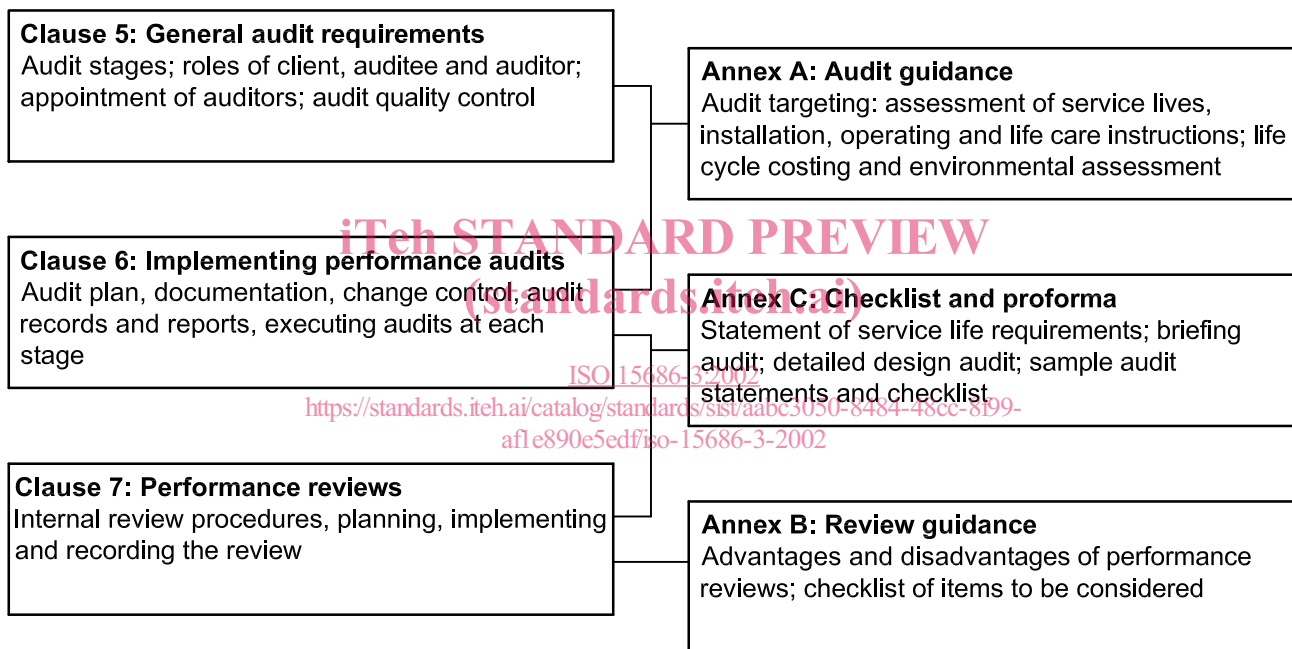 Clause 5: General audit requirements
Audit stages; roles of client, auditee and auditor;
appointment of auditors; audit quality control
Annex A: Audit guidance
Audit targeting: assessment of service lives,
installation, operating and life care instructions; life
cycle costing and environmental assessment
iTeh STANDARD PREVIEW
(standards.iteh.ai)
Clause 6: Implementing performance audits
Audit plan, documentation, change control, audit
records and reports, executing audits at each
stage
Annex C: Checklist and proforma
Statement of service life requirements; briefing
audit; detailed design audit; sample audit
statements and checklist
ISO 15686-3:2002
https://standards.iteh.ai/catalog/standards/sist/aabc3050-8484-48cc-8f99-
af1e890e5edf/iso-15686-3-2002
Clause 7: Performance reviews
Internal review procedures, planning, implementing
and recording the review
Annex B: Review guidance
Advantages and disadvantages of performance
reviews; checklist of items to be considered